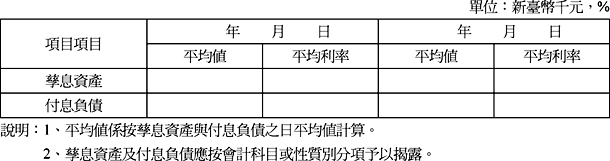 單位：新臺幣千元，%
項目項目 年 月 日 年 月 日
平均值 平均利率 平均值 平均利率
孳息資產
付息負債
說明：1、平均值係按孳息資產與付息負債之日平均值計算。
2、孳息資產及付息負債應按會計科目或性質別分項予以揭露。